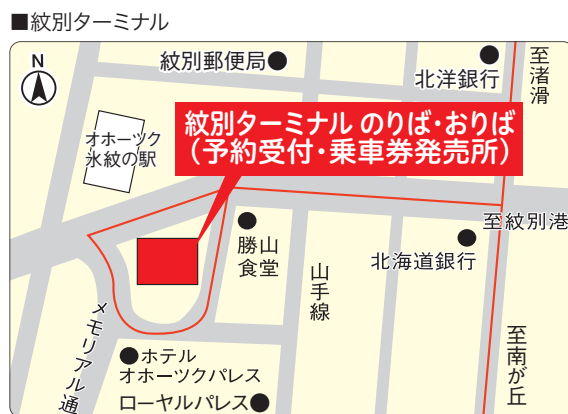 ■紋別ターミナル
N
紋別郵便局●
北洋銀行
至渚滑
オホーツク
氷紋の駅
紋別ターミナル のりば・おりば
(予約受付・乗車券発売所)
至紋別港
勝山
食堂
山手線
北海道銀行
メモリアル通
至南が丘
●ホテル
オホーツクパレス
ローヤルパレス●